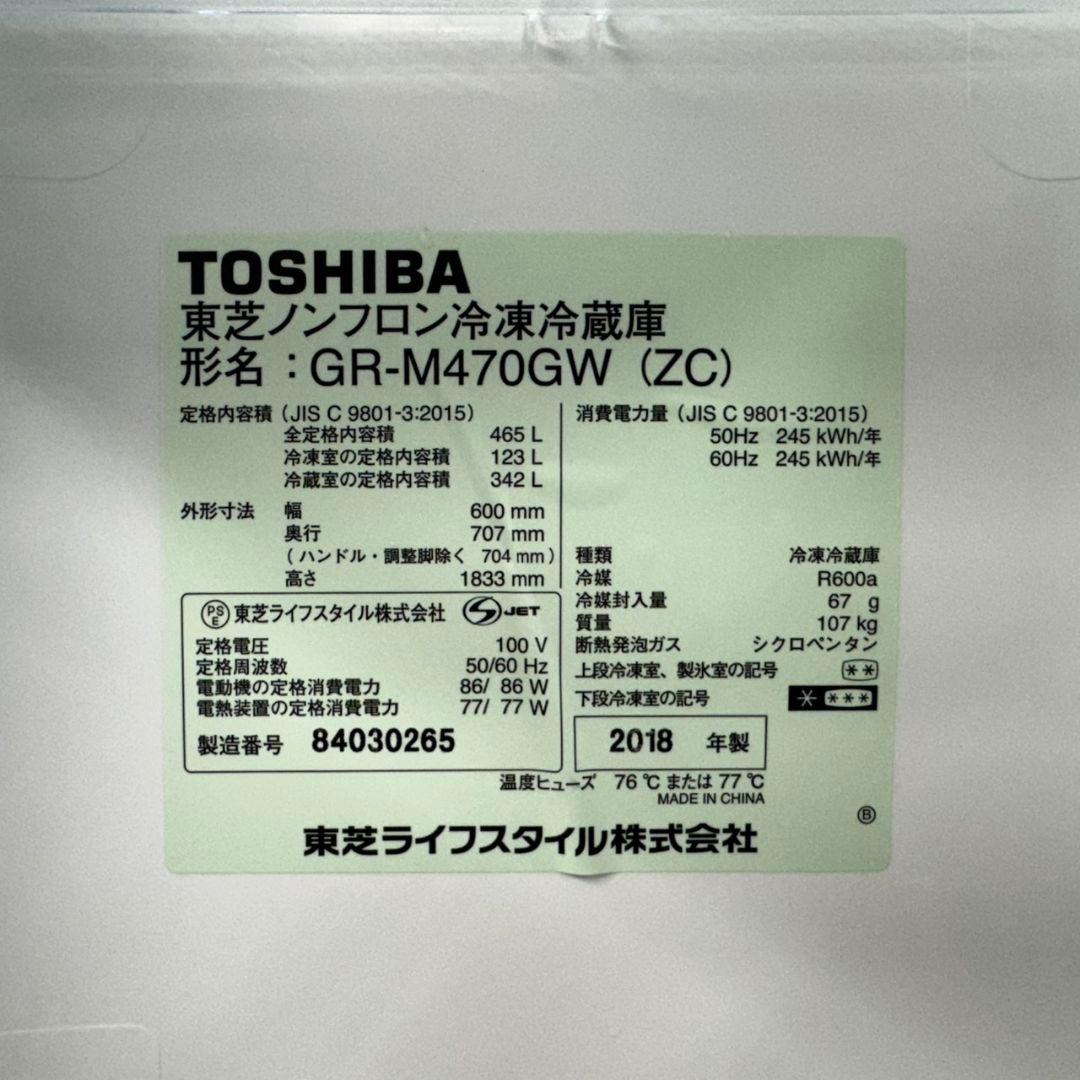 TOSHIBA
東芝ノンフロン冷凍冷蔵庫
形名：GR-M470GW (ZC)
定格内容積 (JIS C 9801-3:2015)
全定格内容積 465 L
冷凍室の定格内容積 123 L
冷蔵室の定格内容積 342 L
外形寸法 幅 600 mm
奥行 707 mm
(ハンドル・調整脚除く 704 mm)
高さ 1833 mm
PSE 東芝ライフスタイル株式会社 S JET
定格電圧 100 V
定格周波数 50/60 Hz
電動機の定格消費電力 86/ 86 W
電熱装置の定格消費電力 77/ 77 W
製造番号 84030265
消費電力量 (JIS C 9801-3:2015)
50Hz 245 kWh/年
60Hz 245 kWh/年
種類 冷凍冷蔵庫
冷媒 R600a
冷媒封入量 67 g
質量 107 kg
断熱発泡ガス シクロペンタン
上段冷凍室、製氷室の記号 **
下段冷凍室の記号 * ***
2018 年製
温度ヒューズ 76 ℃ または 77 ℃
MADE IN CHINA
Ⓑ
東芝ライフスタイル株式会社